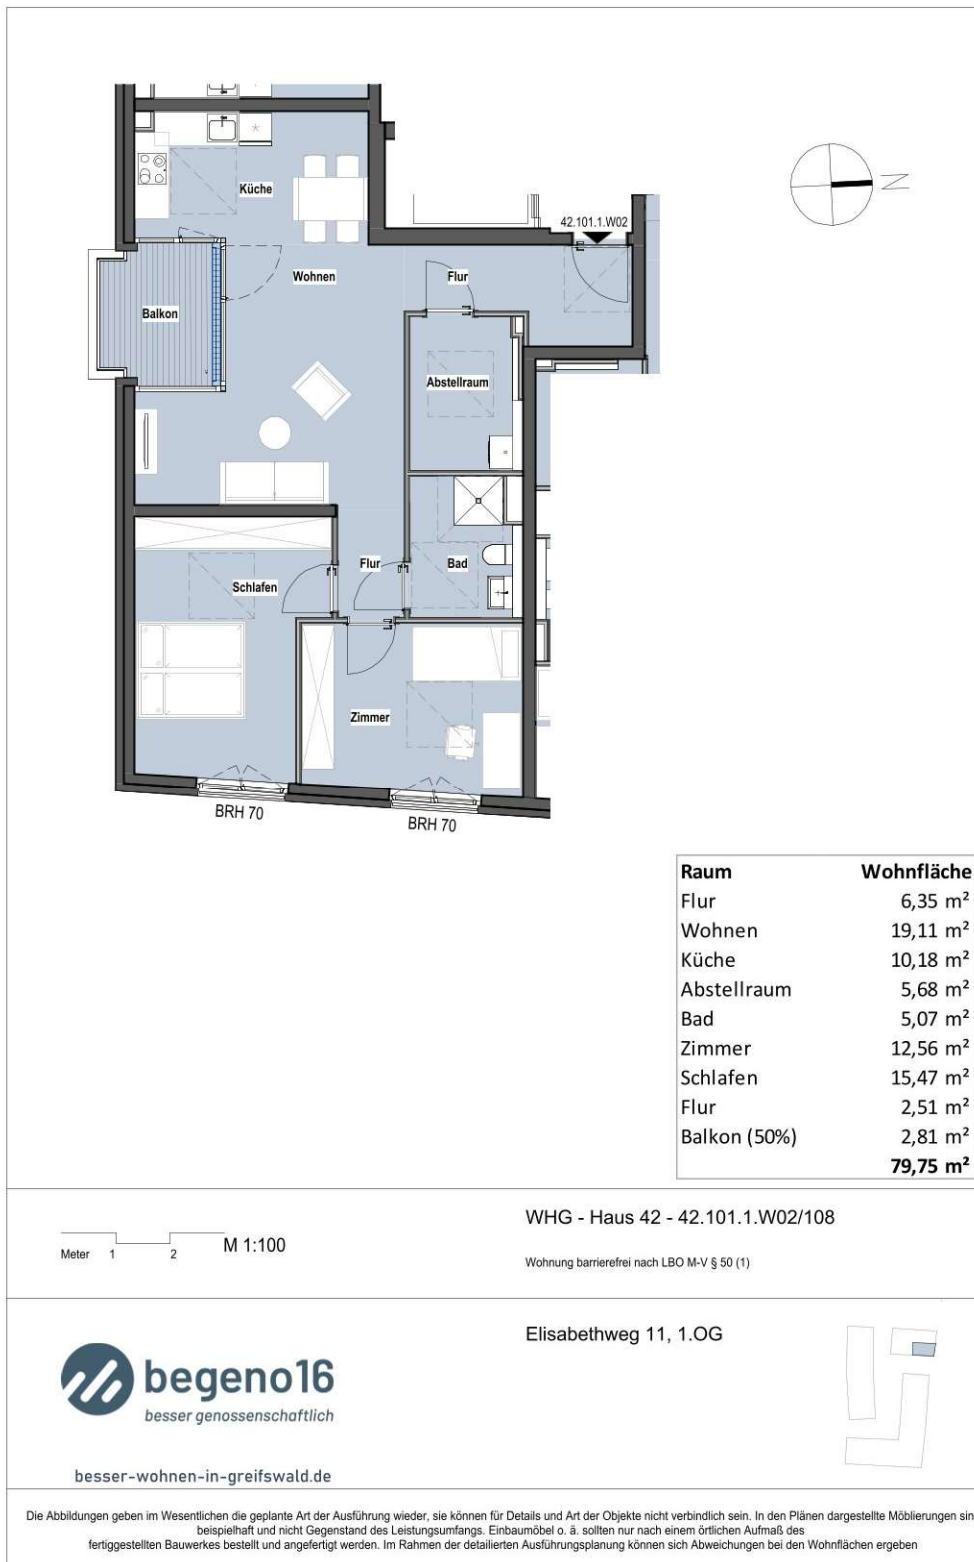 42.101.1.W02
Küche
Wohnen
Flur
Balkon
Abstellraum
Flur
Bad
Schlafen
Zimmer
BRH 70
BRH 70
N
Raum Wohnfläche
Flur 6,35 m²
Wohnen 19,11 m²
Küche 10,18 m²
Abstellraum 5,68 m²
Bad 5,07 m²
Zimmer 12,56 m²
Schlafen 15,47 m²
Flur 2,51 m²
Balkon (50%) 2,81 m²
79,75 m²
Meter 1 2 M 1:100
WHG - Haus 42 - 42.101.1.W02/108
Wohnung barrierefrei nach LBO M-V § 50 (1)
Elisabethweg 11, 1.OG
begeno16
besser genossenschaftlich
besser-wohnen-in-greifswald.de
Die Abbildungen geben im Wesentlichen die geplante Art der Ausführung wieder, sie können für Details und Art der Objekte nicht verbindlich sein. In den Plänen dargestellte Möblierungen sin
beispielhaft und nicht Gegenstand des Leistungsumfangs. Einbaumöbel o. ä. sollten nur nach einem örtlichen Aufmaß des
fertiggestellten Bauwerkes bestellt und angefertigt werden. Im Rahmen der detailierten Ausführungsplanung können sich Abweichungen bei den Wohnflächen ergeben